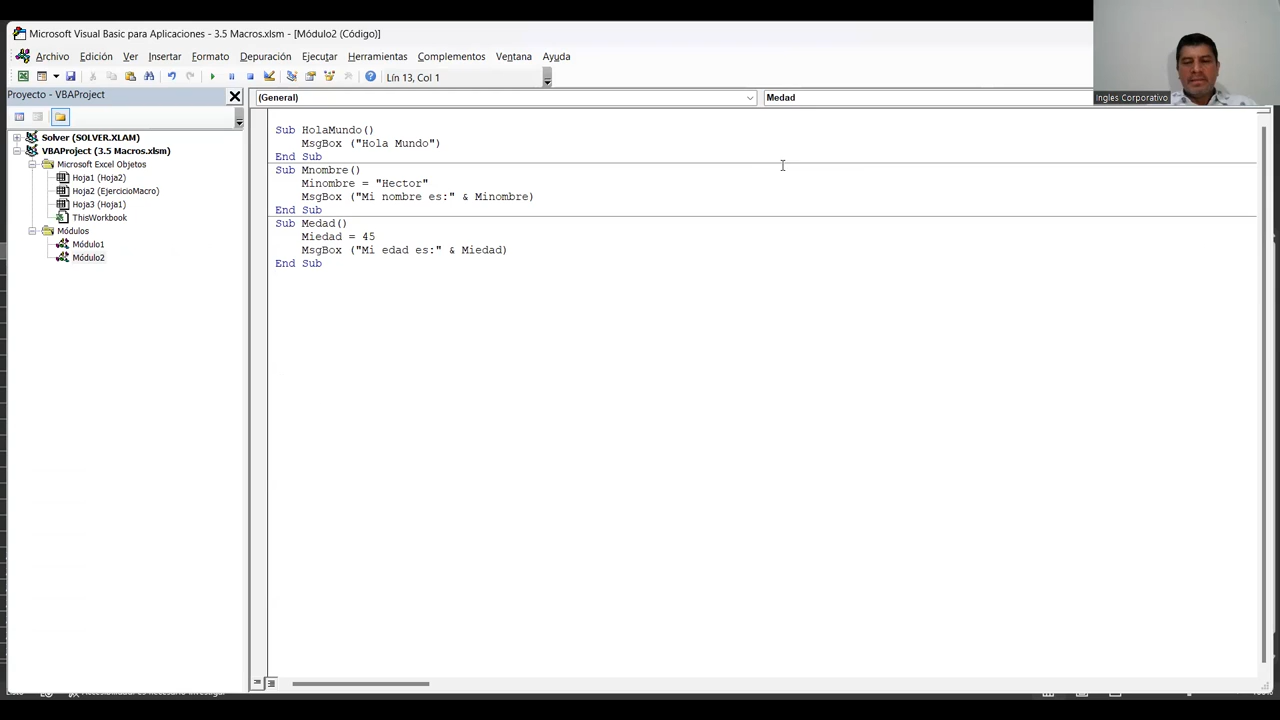 Microsoft Visual Basic para Aplicaciones - 3.5 Macros.xlsm - [Módulo2 (Código)]
Archivo Edición Ver Insertar Formato Depuración Ejecutar Herramientas Complementos Ventana Ayuda
Lín 13, Col 1
Ingles Corporativo
Proyecto - VBAProject
(General)
Medad
Solver (SOLVER.XLAM)
VBAProject (3.5 Macros.xlsm)
Microsoft Excel Objetos
Hoja1 (Hoja2)
Hoja2 (EjercicioMacro)
Hoja3 (Hoja1)
ThisWorkbook
Módulos
Módulo1
Módulo2
Sub HolaMundo()
MsgBox ("Hola Mundo")
End Sub
Sub Mnombre()
Minombre = "Hector"
MsgBox ("Mi nombre es:" & Minombre)
End Sub
Sub Medad()
Miedad = 45
MsgBox ("Mi edad es:" & Miedad)
End Sub